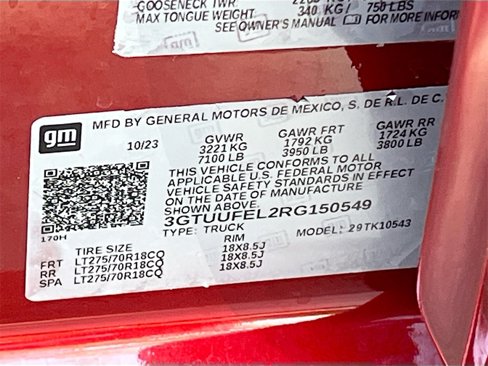 GOOSENECK TWR
MAX TONGUE WEIGHT 340 KG / 750 LBS
SEE OWNER'S MANUAL FOR MORE INFOR
gm
MFD BY GENERAL MOTORS DE MEXICO, S. DE R.L. DE C.
10/23 GVWR GAWR FRT GAWR RR
3221 KG 1792 KG 1724 KG
7100 LB 3950 LB 3800 LB
THIS VEHICLE CONFORMS TO ALL
APPLICABLE U.S. FEDERAL MOTOR
VEHICLE SAFETY STANDARDS IN EFFECT
ON THE DATE OF MANUFACTURE
SHOWN ABOVE
3GTUUFEL2RG150549
170H
TYPE: TRUCK MODEL: 29TK10543
TIRE SIZE RIM
FRT LT275/70R18CQ 18X8.5J
RR LT275/70R18CQ 18X8.5J
SPA LT275/70R18CQ 18X8.5J